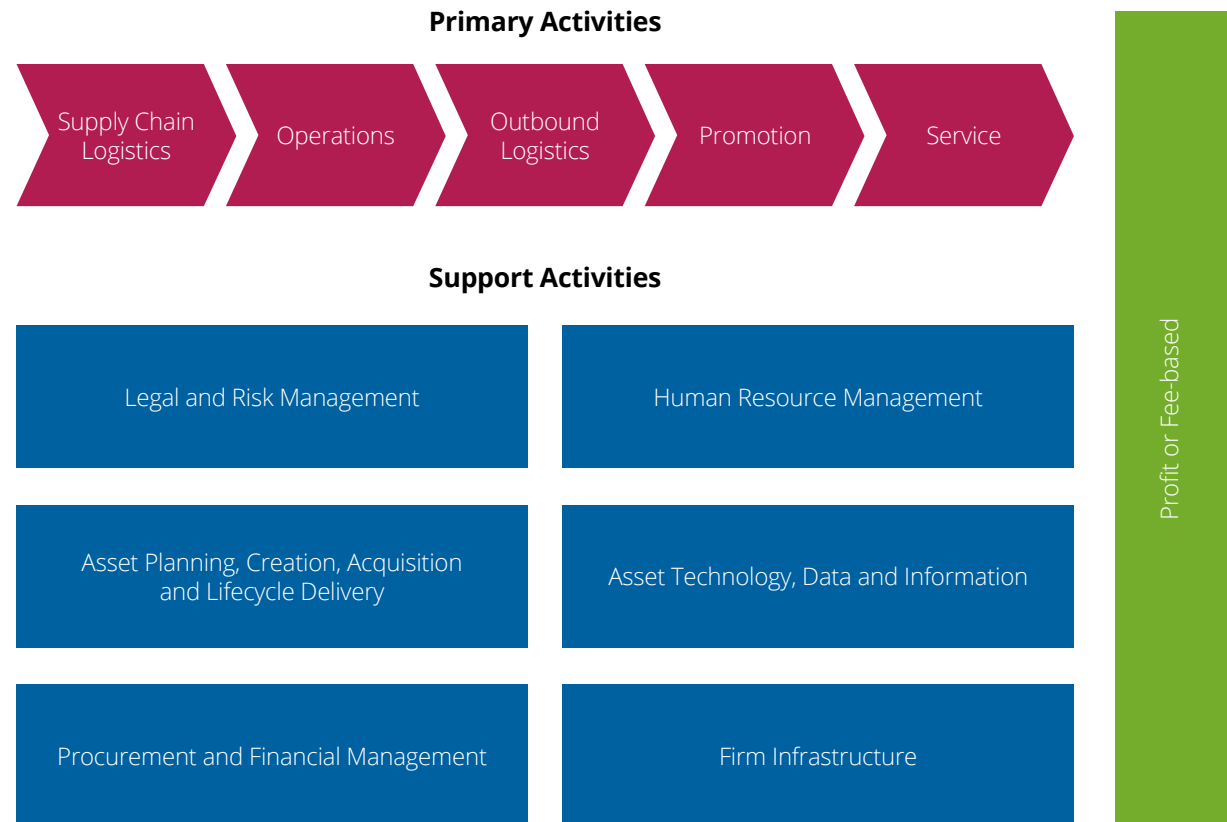 Primary Activities
Supply Chain
Logistics
Operations
Outbound
Logistics
Promotion
Service
Support Activities
Legal and Risk Management
Human Resource Management
Asset Planning, Creation, Acquisition
and Lifecycle Delivery
Asset Technology, Data and Information
Procurement and Financial Management
Firm Infrastructure
Profit or Fee-based